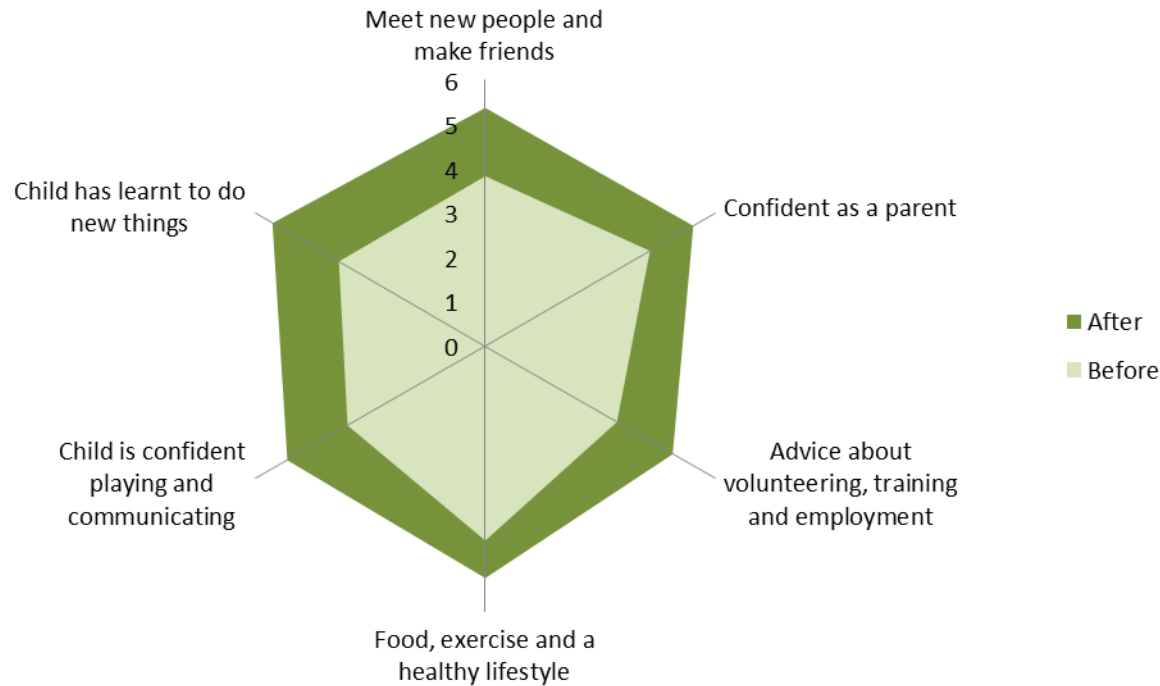 Meet new people and
make friends
6
5
4
3
2
1
0
Confident as a parent
Advice about
volunteering, training
and employment
Food, exercise and a
healthy lifestyle
Child is confident
playing and
communicating
Child has learnt to do
new things
After
Before